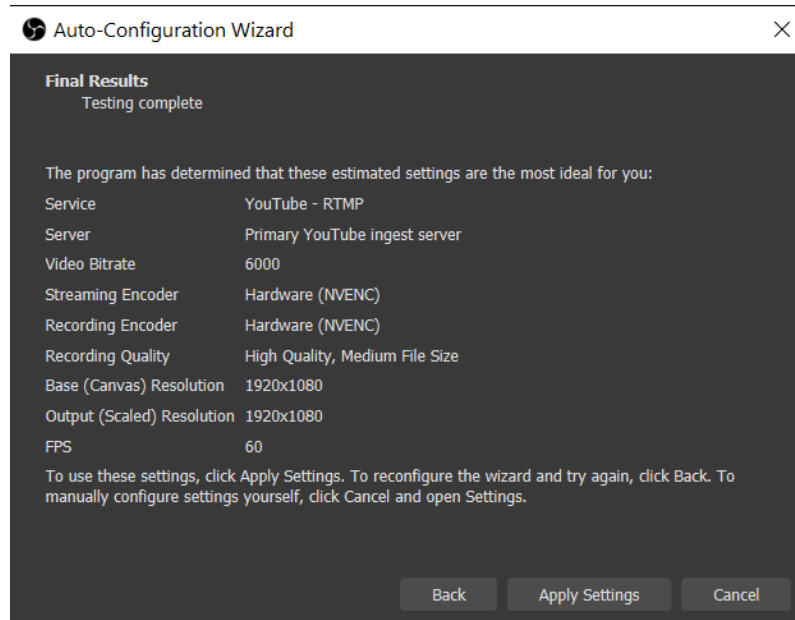 Auto-Configuration Wizard
Final Results
Testing complete
The program has determined that these estimated settings are the most ideal for you:
Service YouTube - RTMP
Server Primary YouTube ingest server
Video Bitrate 6000
Streaming Encoder Hardware (NVENC)
Recording Encoder Hardware (NVENC)
Recording Quality High Quality, Medium File Size
Base (Canvas) Resolution 1920x1080
Output (Scaled) Resolution 1920x1080
FPS 60
To use these settings, click Apply Settings. To reconfigure the wizard and try again, click Back. To
manually configure settings yourself, click Cancel and open Settings.
Back Apply Settings Cancel